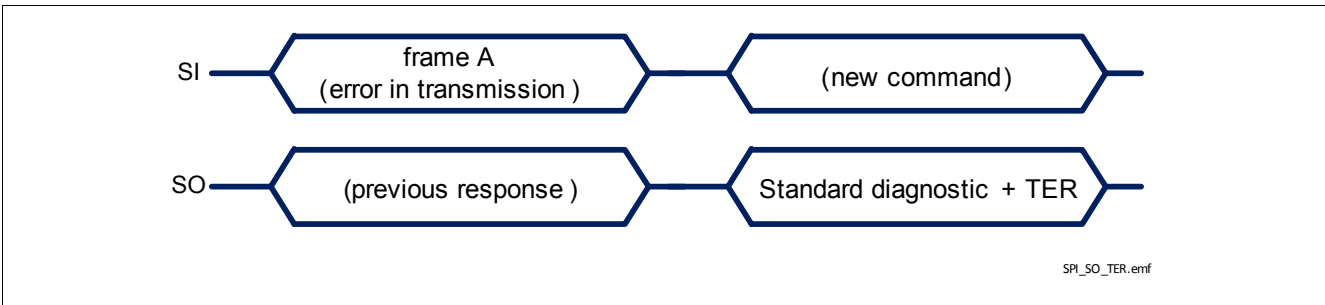 SI
frame A
(error in transmission )
(new command)
SO
(previous response )
Standard diagnostic + TER
SPI_SO_TER.emf